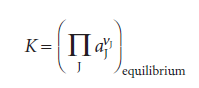 K = (∏_J a_J^{ν_J})_equilibrium